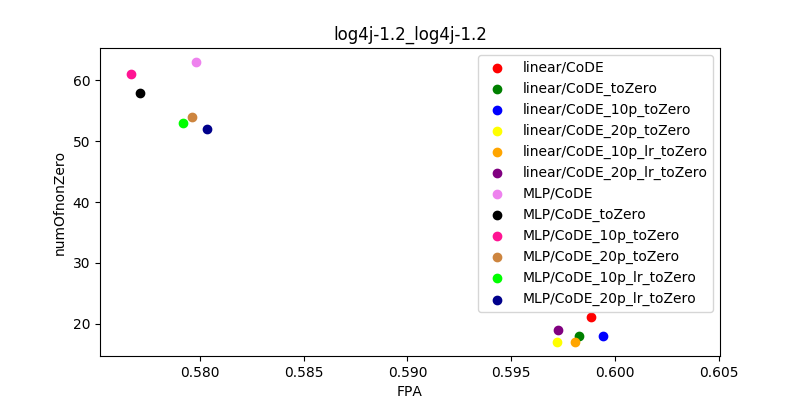 log4j-1.2_log4j-1.2
numOfnonZero
60
50
40
30
20
linear/CoDE
linear/CoDE_toZero
linear/CoDE_10p_toZero
linear/CoDE_20p_toZero
linear/CoDE_10p_lr_toZero
linear/CoDE_20p_lr_toZero
MLP/CoDE
MLP/CoDE_toZero
MLP/CoDE_10p_toZero
MLP/CoDE_20p_toZero
MLP/CoDE_10p_lr_toZero
MLP/CoDE_20p_lr_toZero
0.580 0.585 0.590 0.595 0.600 0.605
FPA